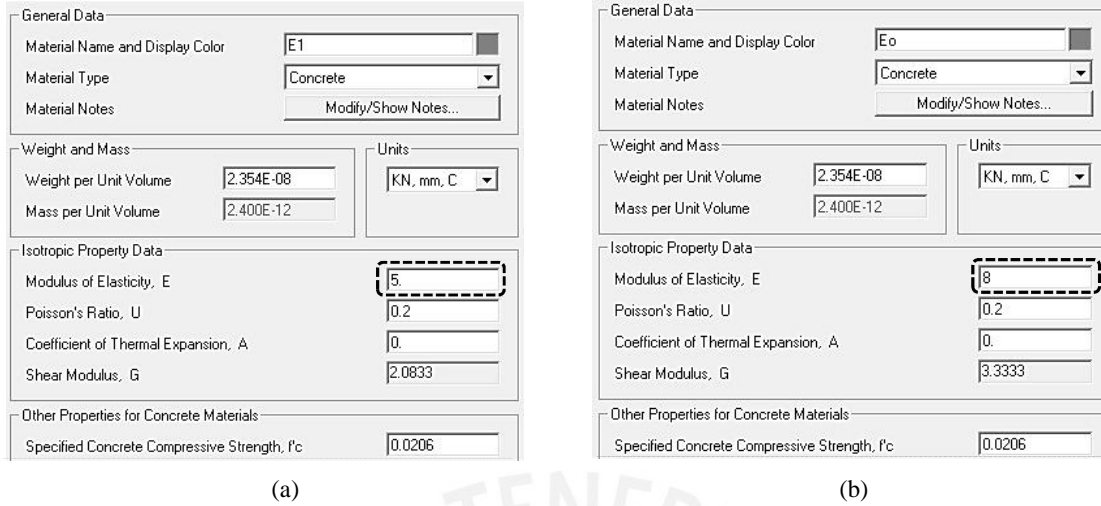 General Data
Material Name and Display Color E1
Material Type Concrete
Material Notes Modify/Show Notes...
Weight and Mass Units
Weight per Unit Volume 2.354E-08 KN, mm, C
Mass per Unit Volume 2.400E-12
Isotropic Property Data
Modulus of Elasticity, E 5.
Poisson's Ratio, U 0.2
Coefficient of Thermal Expansion, A 0.
Shear Modulus, G 2.0833
Other Properties for Concrete Materials
Specified Concrete Compressive Strength, f'c 0.0206
(a)
General Data
Material Name and Display Color Eo
Material Type Concrete
Material Notes Modify/Show Notes...
Weight and Mass Units
Weight per Unit Volume 2.354E-08 KN, mm, C
Mass per Unit Volume 2.400E-12
Isotropic Property Data
Modulus of Elasticity, E 8
Poisson's Ratio, U 0.2
Coefficient of Thermal Expansion, A 0.
Shear Modulus, G 3.3333
Other Properties for Concrete Materials
Specified Concrete Compressive Strength, f'c 0.0206
(b)
TENEB